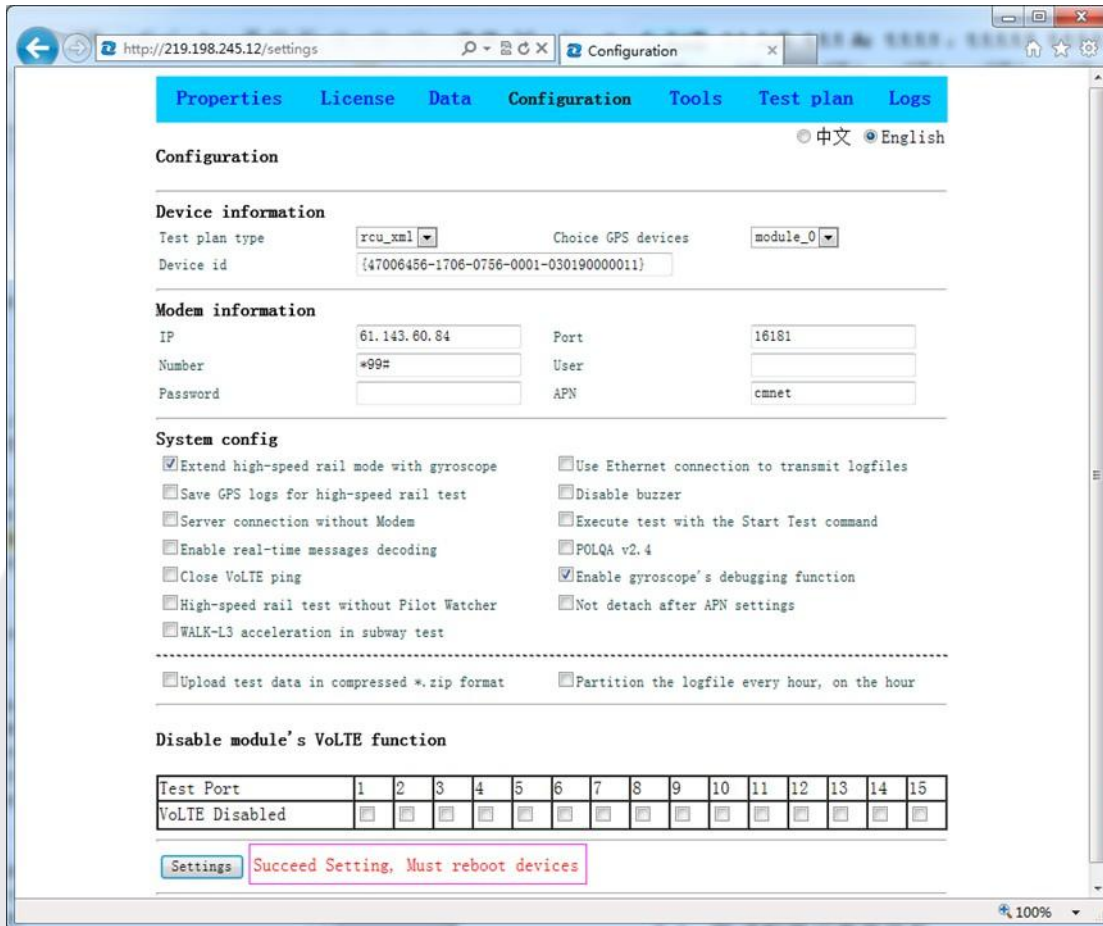 http://219.198.245.12/settings
Configuration
Properties License Data Configuration Tools Test plan Logs
中文 English
Configuration
Device information
Test plan type rcu_xml Choice GPS devices module_0
Device id {47006456-1706-0756-0001-030190000011}
Modem information
IP 61.143.60.84 Port 16181
Number *99# User
Password APN cmnet
System config
Extend high-speed rail mode with gyroscope Use Ethernet connection to transmit logfiles
Save GPS logs for high-speed rail test Disable buzzer
Server connection without Modem Execute test with the Start Test command
Enable real-time messages decoding POLQA v2.4
Close VoLTE ping Enable gyroscope's debugging function
High-speed rail test without Pilot Watcher Not detach after APN settings
WALK-L3 acceleration in subway test
Upload test data in compressed *.zip format Partition the logfile every hour, on the hour
Disable module's VoLTE function
Test Port 1 2 3 4 5 6 7 8 9 10 11 12 13 14 15
VoLTE Disabled
Settings Succeed Setting, Must reboot devices
100%